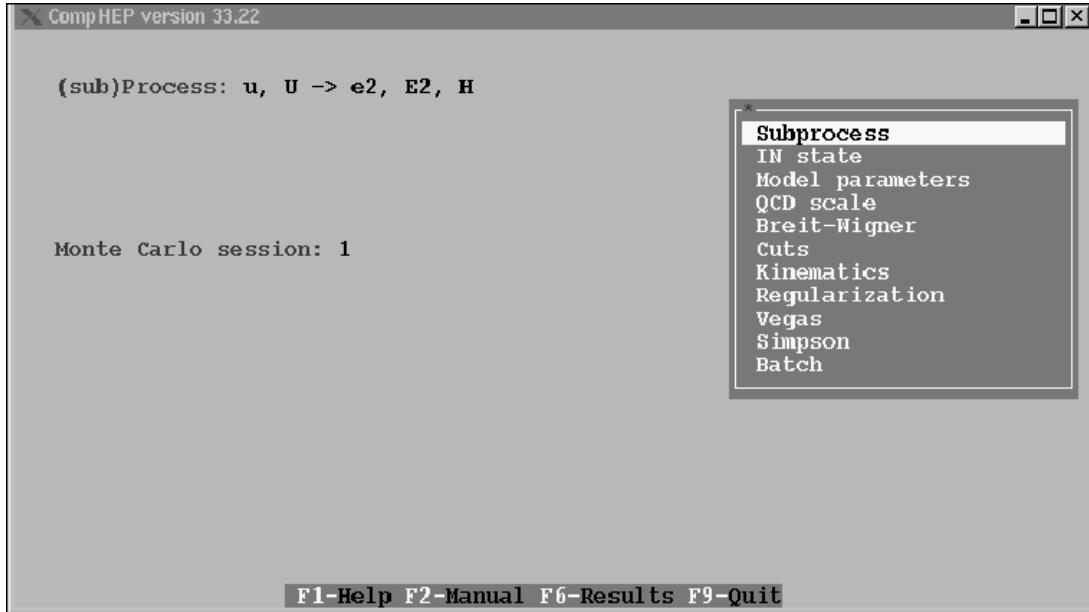 CompHEP version 33.22
(sub)Process: u, U -> e2, E2, H
*
Subprocess
IN state
Model parameters
QCD scale
Breit-Wigner
Cuts
Kinematics
Regularization
Vegas
Simpson
Batch
Monte Carlo session: 1
F1-Help F2-Manual F6-Results F9-Quit